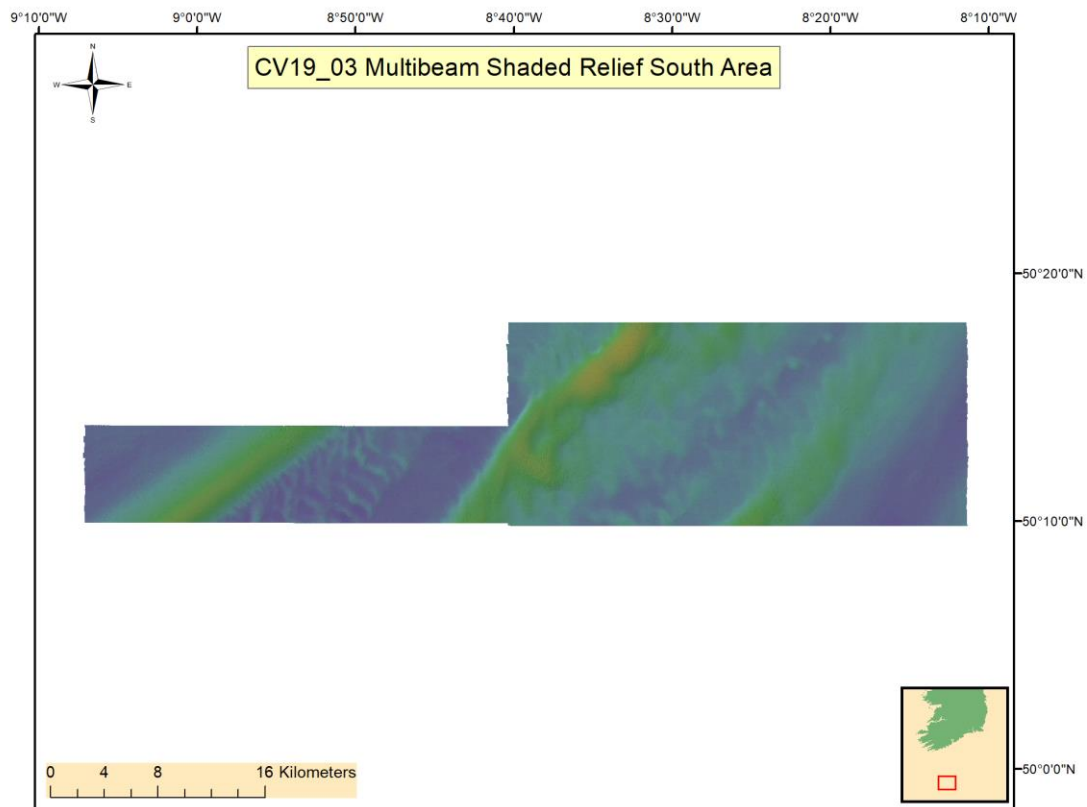 9°10'0"W 9°0'0"W 8°50'0"W 8°40'0"W 8°30'0"W 8°20'0"W 8°10'0"W
CV19_03 Multibeam Shaded Relief South Area
N
W E
S
50°20'0"N
50°10'0"N
50°0'0"N
0 4 8 16 Kilometers